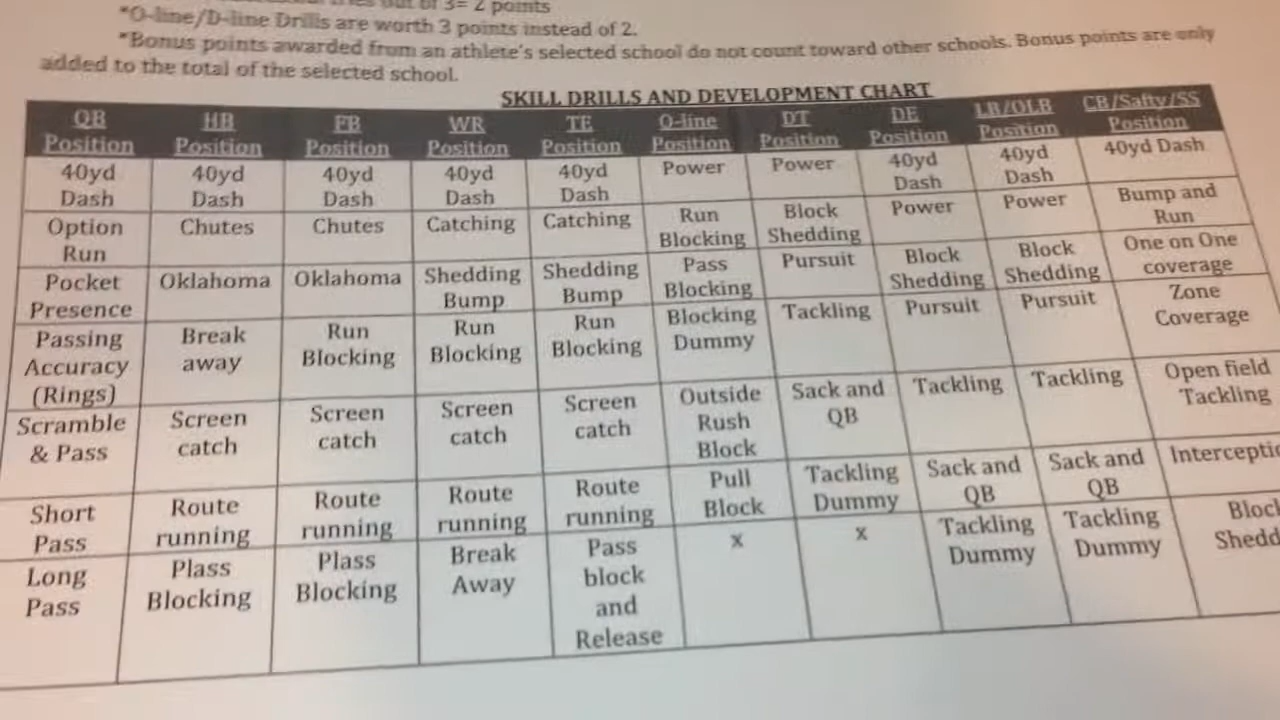 out of 3= 2 points
*O-line/D-line Drills are worth 3 points instead of 2.
*Bonus points awarded from an athlete's selected school do not count toward other schools. Bonus points are only
added to the total of the selected school.
SKILL DRILLS AND DEVELOPMENT CHART
QB Position HB Position FB Position WR Position TE Position O-line Position DT Position DE Position LB/OLB Position CB/Safty/SS Position
40yd Dash 40yd Dash 40yd Dash 40yd Dash 40yd Dash Power Power 40yd Dash 40yd Dash 40yd Dash
Option Run Chutes Chutes Catching Catching Run Blocking Block Shedding Power Power Bump and Run
Pocket Presence Oklahoma Oklahoma Shedding Bump Shedding Bump Pass Blocking Pursuit Block Shedding Block Shedding One on One coverage
Passing Accuracy (Rings) Break away Run Blocking Run Blocking Run Blocking Blocking Dummy Tackling Pursuit Pursuit Zone Coverage
Scramble & Pass Screen catch Screen catch Screen catch Screen catch Outside Rush Block Sack and QB Tackling Tackling Open field Tackling
Short Pass Route running Route running Route running Route running Pull Block Tackling Dummy Sack and QB Sack and QB Interceptio
Long Pass Plass Blocking Plass Blocking Break Away Pass block and Release x x Tackling Dummy Tackling Dummy Block Shedd